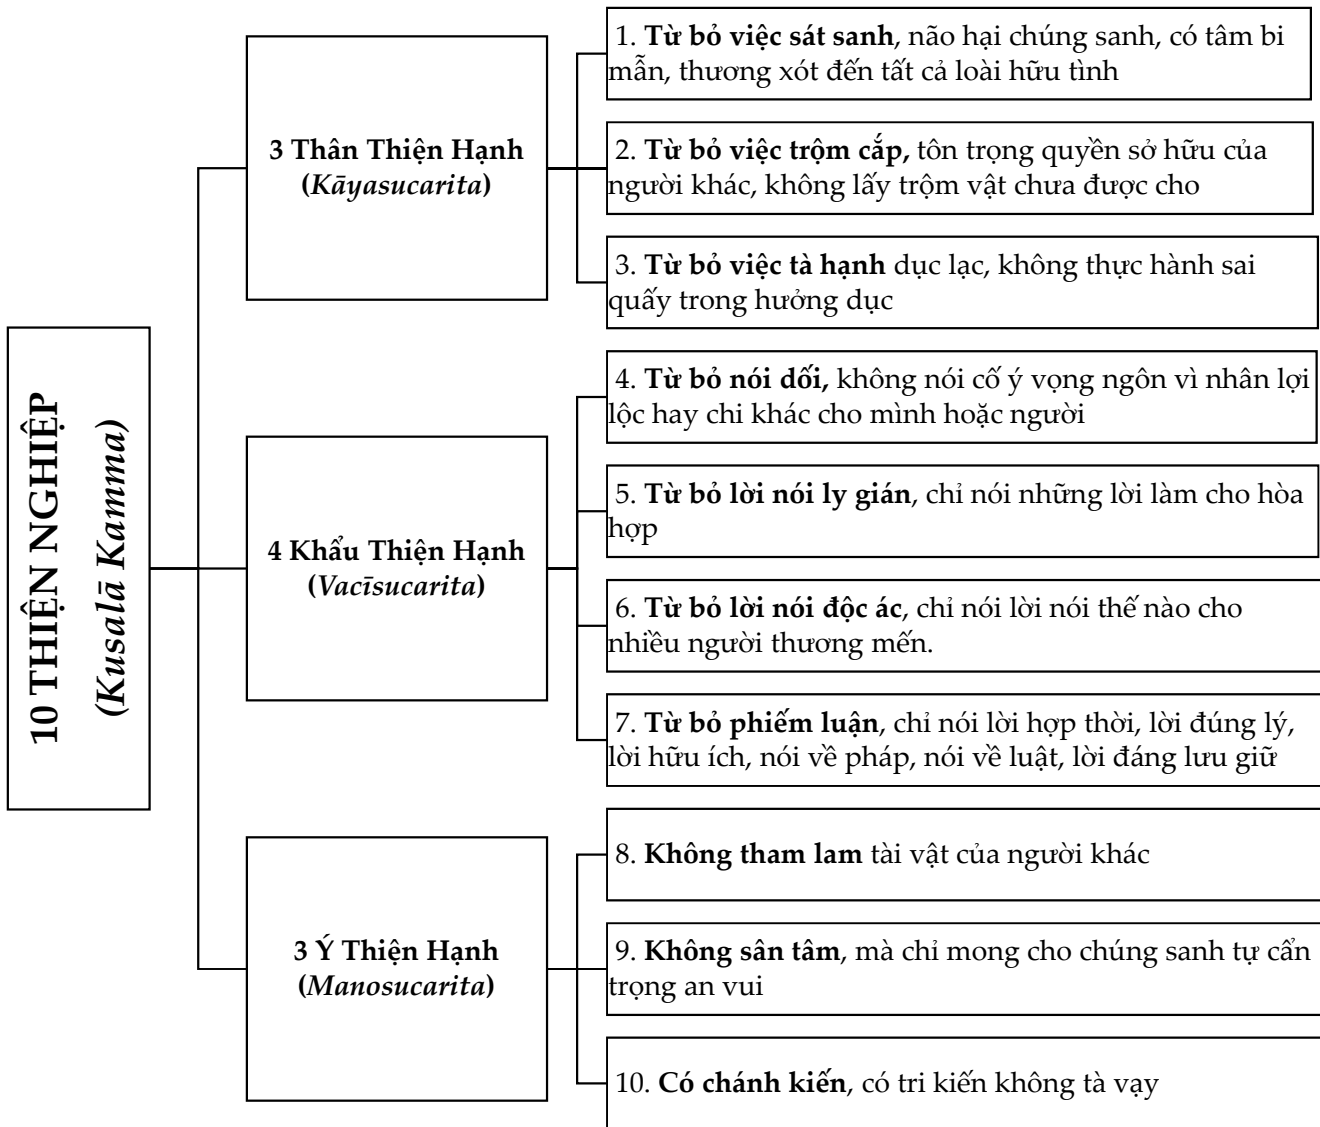 10 THIỆN NGHIỆP
(Kusalā Kamma)
3 Thân Thiện Hạnh
(Kāyasucarita)
1. Từ bỏ việc sát sanh, não hại chúng sanh, có tâm bi
mẫn, thương xót đến tất cả loài hữu tình
2. Từ bỏ việc trộm cắp, tôn trọng quyền sở hữu của
người khác, không lấy trộm vật chưa được cho
3. Từ bỏ việc tà hạnh dục lạc, không thực hành sai
quấy trong hưởng dục
4 Khẩu Thiện Hạnh
(Vacīsucarita)
4. Từ bỏ nói dối, không nói cố ý vọng ngôn vì nhân lợi
lộc hay chi khác cho mình hoặc người
5. Từ bỏ lời nói ly gián, chỉ nói những lời làm cho hòa
hợp
6. Từ bỏ lời nói độc ác, chỉ nói lời nói thế nào cho
nhiều người thương mến.
7. Từ bỏ phiếm luận, chỉ nói lời hợp thời, lời đúng lý,
lời hữu ích, nói về pháp, nói về luật, lời đáng lưu giữ
3 Ý Thiện Hạnh
(Manosucarita)
8. Không tham lam tài vật của người khác
9. Không sân tâm, mà chỉ mong cho chúng sanh tự cẩn
trọng an vui
10. Có chánh kiến, có tri kiến không tà vạy